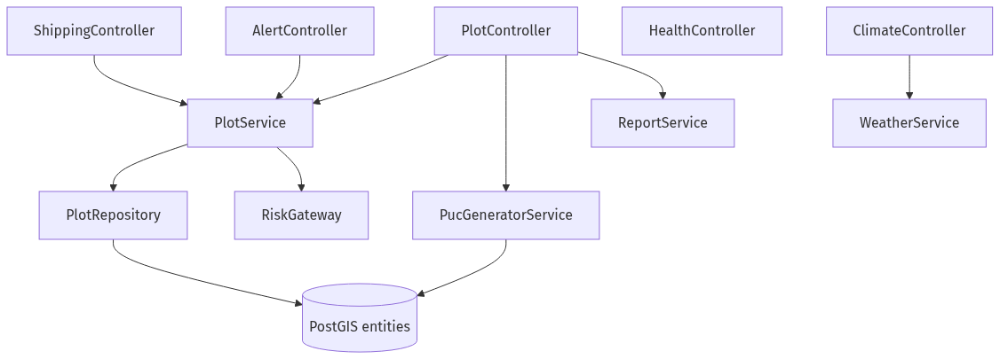 ShippingController
AlertController
PlotController
HealthController
ClimateController
PlotService
ReportService
WeatherService
PlotRepository
RiskGateway
PucGeneratorService
PostGIS entities